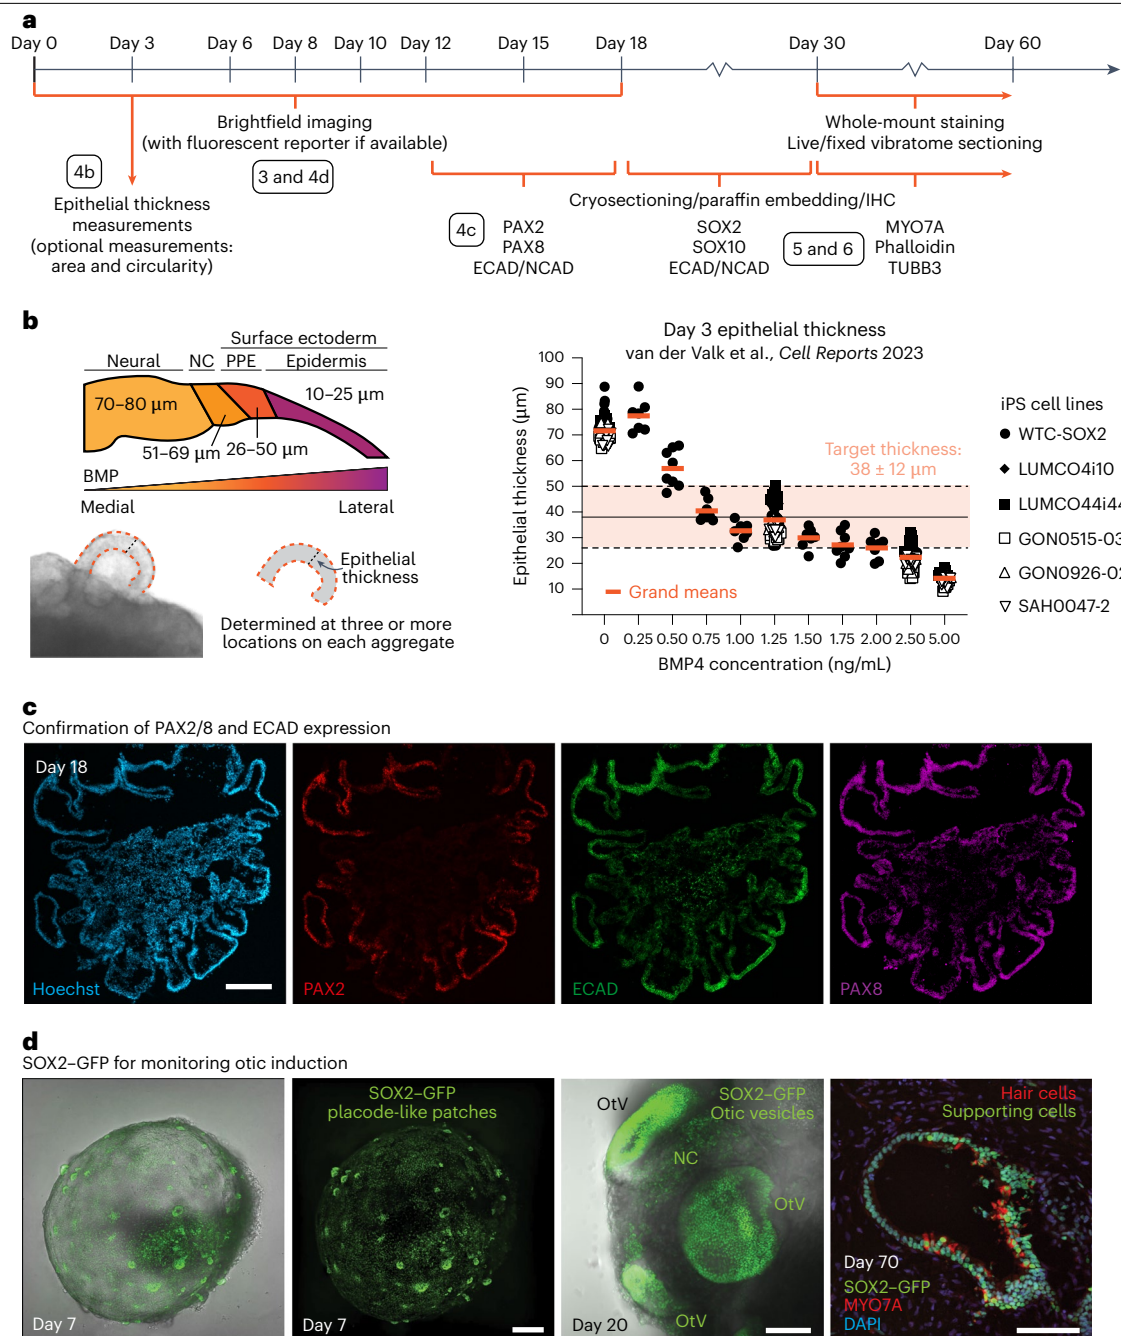 a
Day 0 Day 3 Day 6 Day 8 Day 10 Day 12 Day 15 Day 18 Day 30 Day 60
Brightfield imaging
(with fluorescent reporter if available)
Whole-mount staining
Live/fixed vibratome sectioning
4b
3 and 4d
Epithelial thickness
measurements
(optional measurements:
area and circularity)
Cryosectioning/paraffin embedding/IHC
4c
PAX2
PAX8
ECAD/NCAD
SOX2
SOX10
ECAD/NCAD
5 and 6
MYO7A
Phalloidin
TUBB3
b
Surface ectoderm
Neural NC PPE Epidermis
70–80 µm
10–25 µm
51–69 µm 26–50 µm
BMP
Medial Lateral
Epithelial
thickness
Determined at three or more
locations on each aggregate
Day 3 epithelial thickness
van der Valk et al., Cell Reports 2023
Epithelial thickness (µm)
100
90
80
70
60
50
40
30
20
10
Target thickness:
38 ± 12 µm
Grand means
0 0.25 0.50 0.75 1.00 1.25 1.50 1.75 2.00 2.50 5.00
BMP4 concentration (ng/mL)
iPS cell lines
WTC-SOX2
LUMC04i10
LUMC044i44
GON0515-03
GON0926-02
SAH0047-2
c
Confirmation of PAX2/8 and ECAD expression
Day 18
Hoechst
PAX2
ECAD
PAX8
d
SOX2–GFP for monitoring otic induction
Day 7
SOX2–GFP
placode-like patches
Day 7
OtV
SOX2–GFP
Otic vesicles
NC
OtV
OtV
Day 20
Hair cells
Supporting cells
Day 70
SOX2–GFP
MYO7A
DAPI